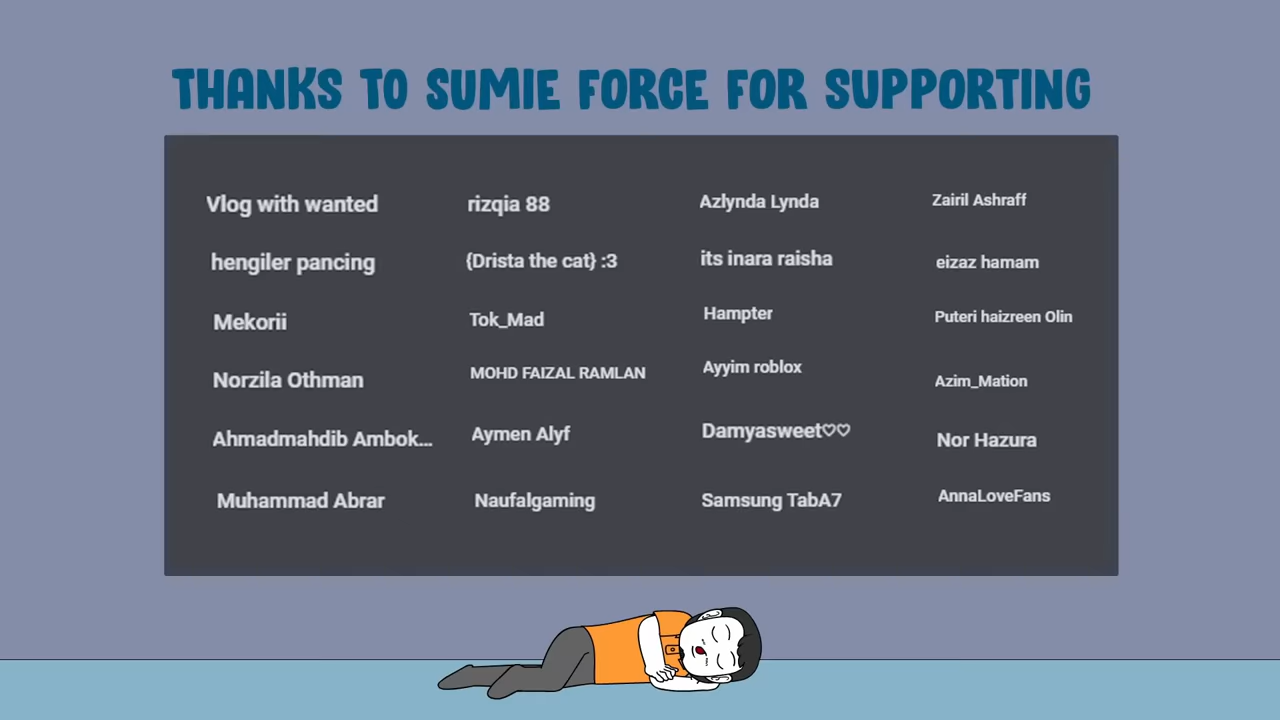 THANKS TO SUMIE FORCE FOR SUPPORTING
Vlog with wanted
rizqia 88
Azlynda Lynda
Zairil Ashraff
hengiler pancing
{Drista the cat} :3
its inara raisha
eizaz hamam
Mekorii
Tok_Mad
Hampter
Puteri haizreen Olin
Norzila Othman
MOHD FAIZAL RAMLAN
Ayyim roblox
Azim_Mation
Ahmadmahdib Ambok...
Aymen Alyf
Damyasweet♡♡
Nor Hazura
Muhammad Abrar
Naufalgaming
Samsung TabA7
AnnaLoveFans